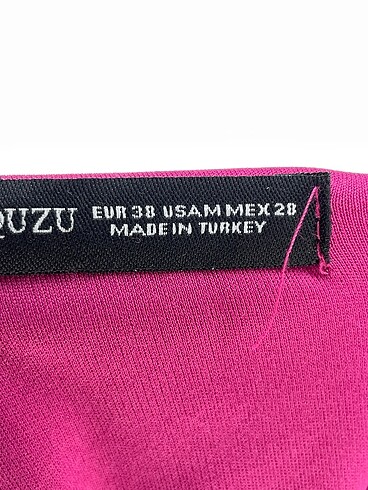 QUZU EUR 38 USA M MEX 28
MADE IN TURKEY